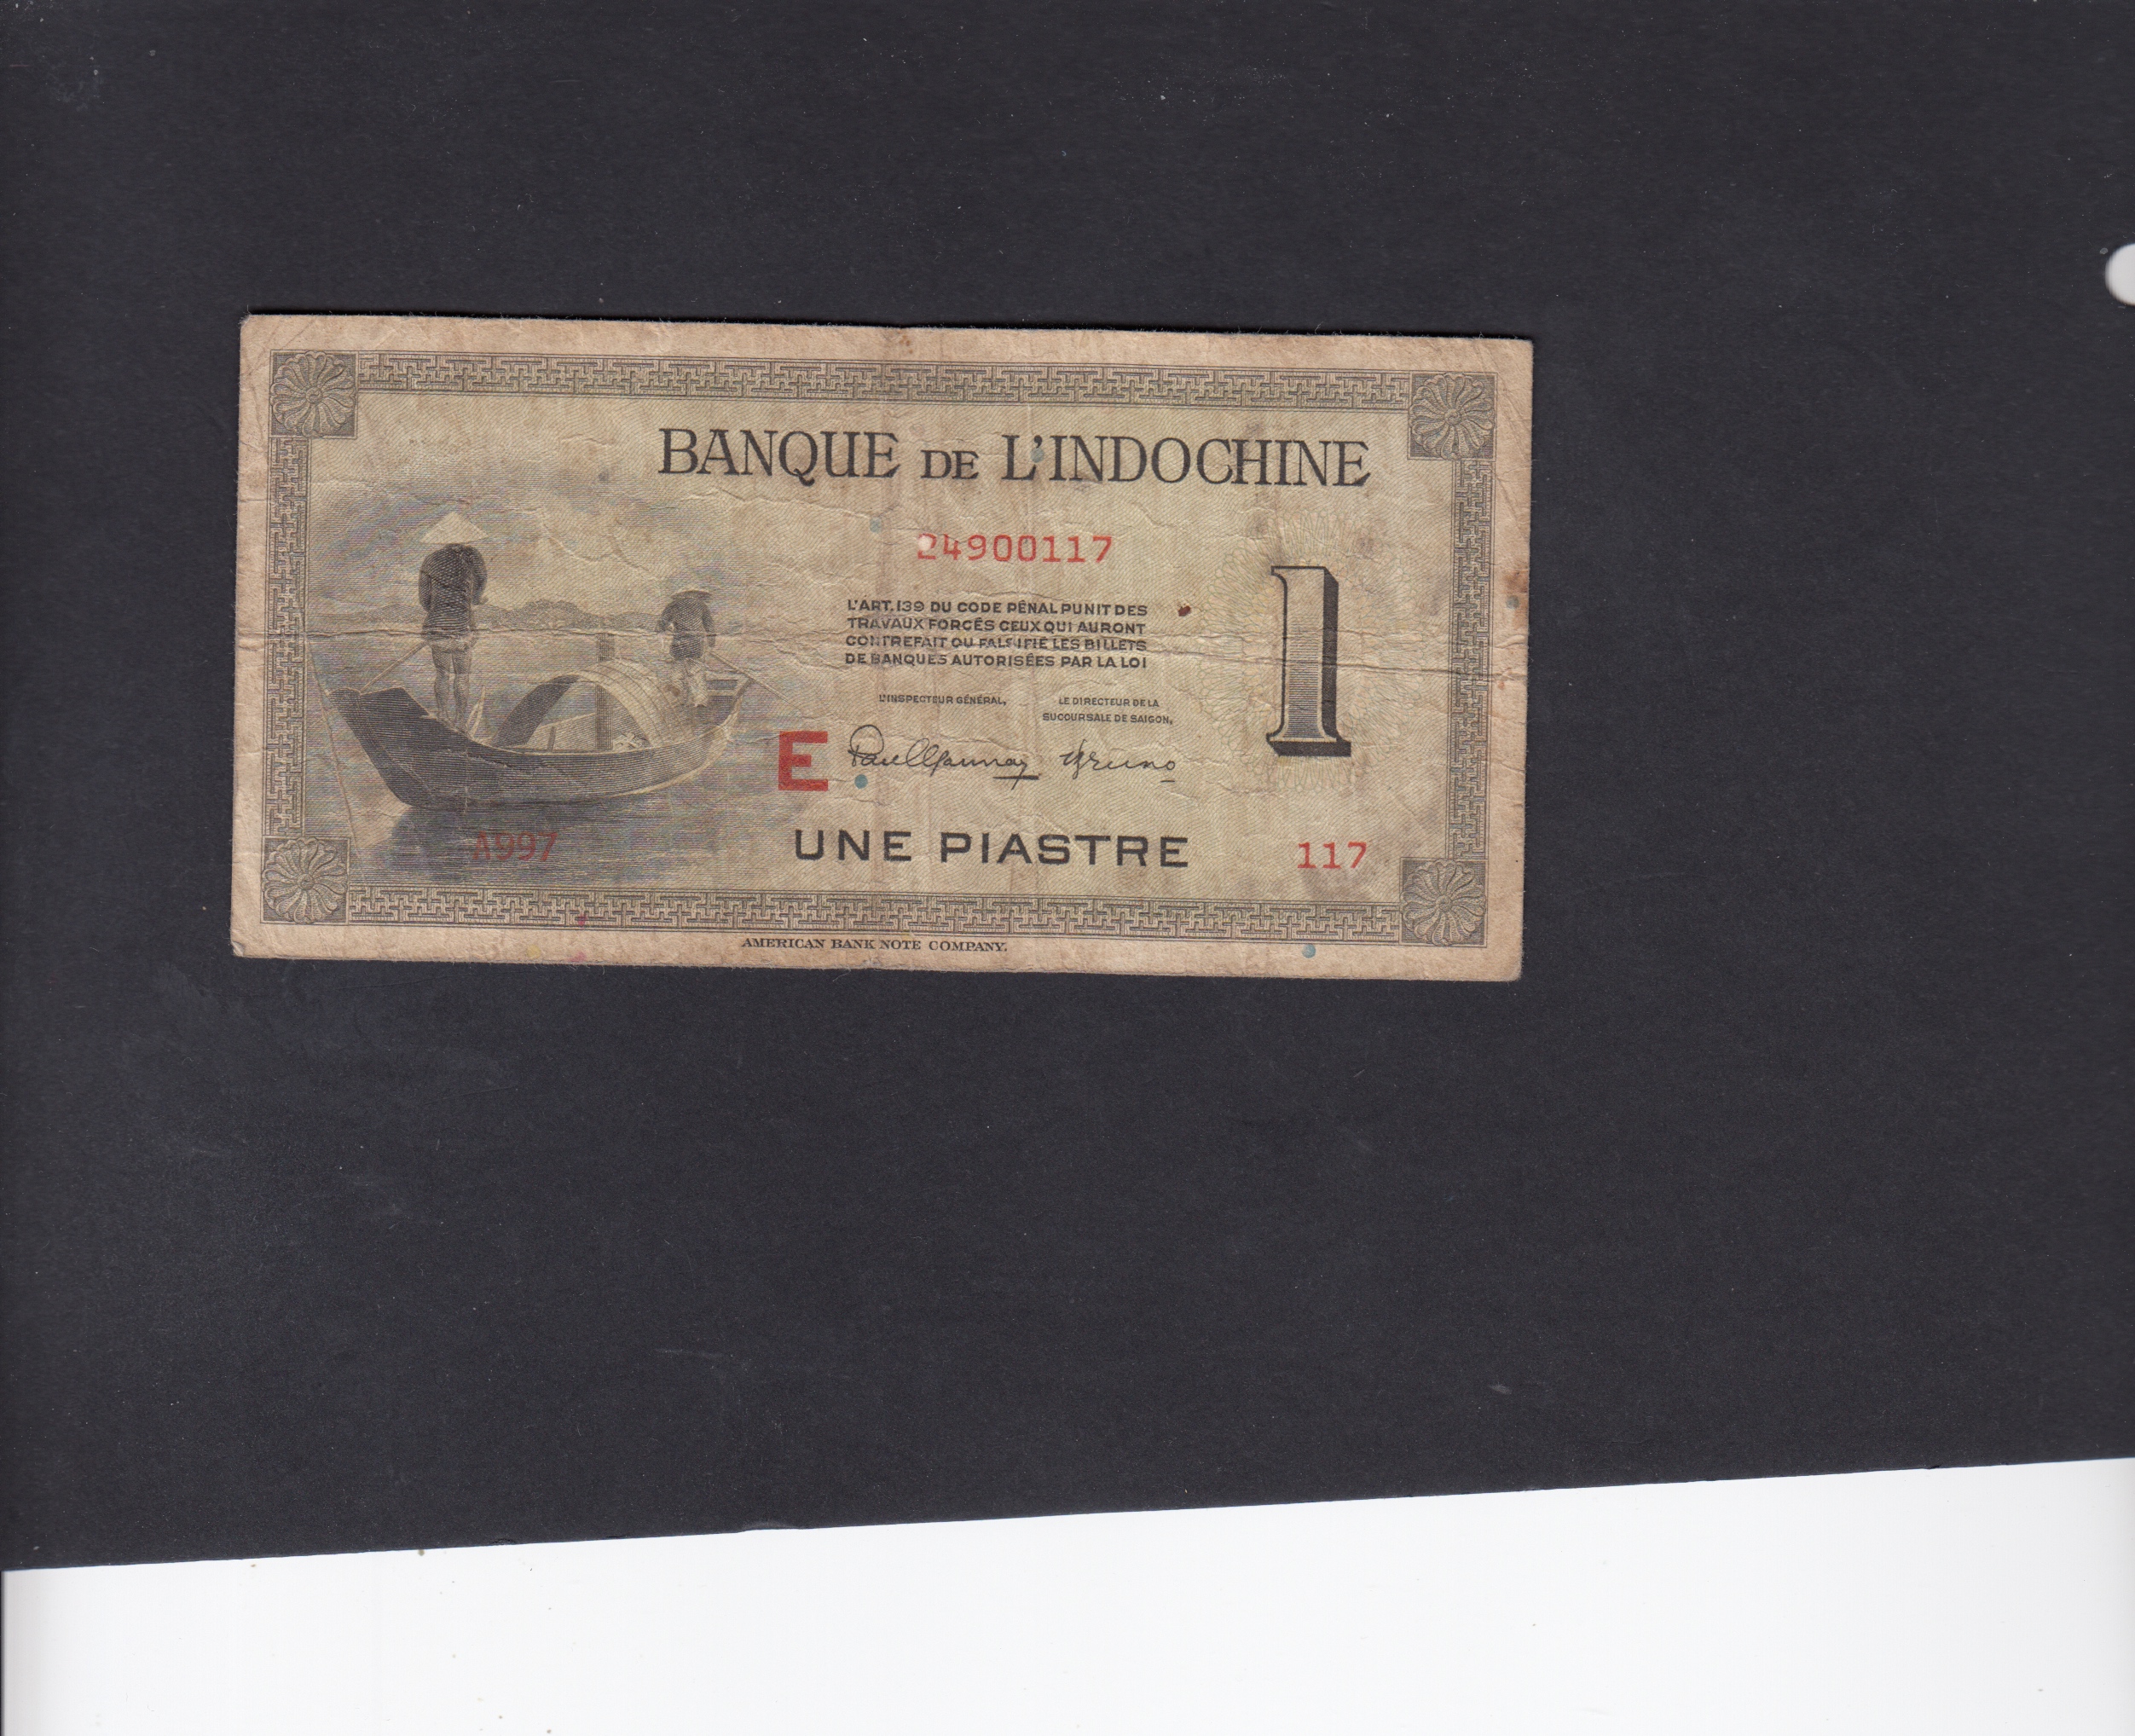 BANQUE DE L'INDOCHINE
24900117
L'ART.139 DU CODE PÉNAL PUNIT DES
TRAVAUX FORCÉS CEUX QUI AURONT
CONTREFAIT OU FALSIFIÉ LES BILLETS
DE BANQUES AUTORISÉES PAR LA LOI
L'INSPECTEUR GÉNÉRAL,
LE DIRECTEUR DE LA
SUCCURSALE DE SAIGON,
1
E
A997
UNE PIASTRE
117
AMERICAN BANK NOTE COMPANY.